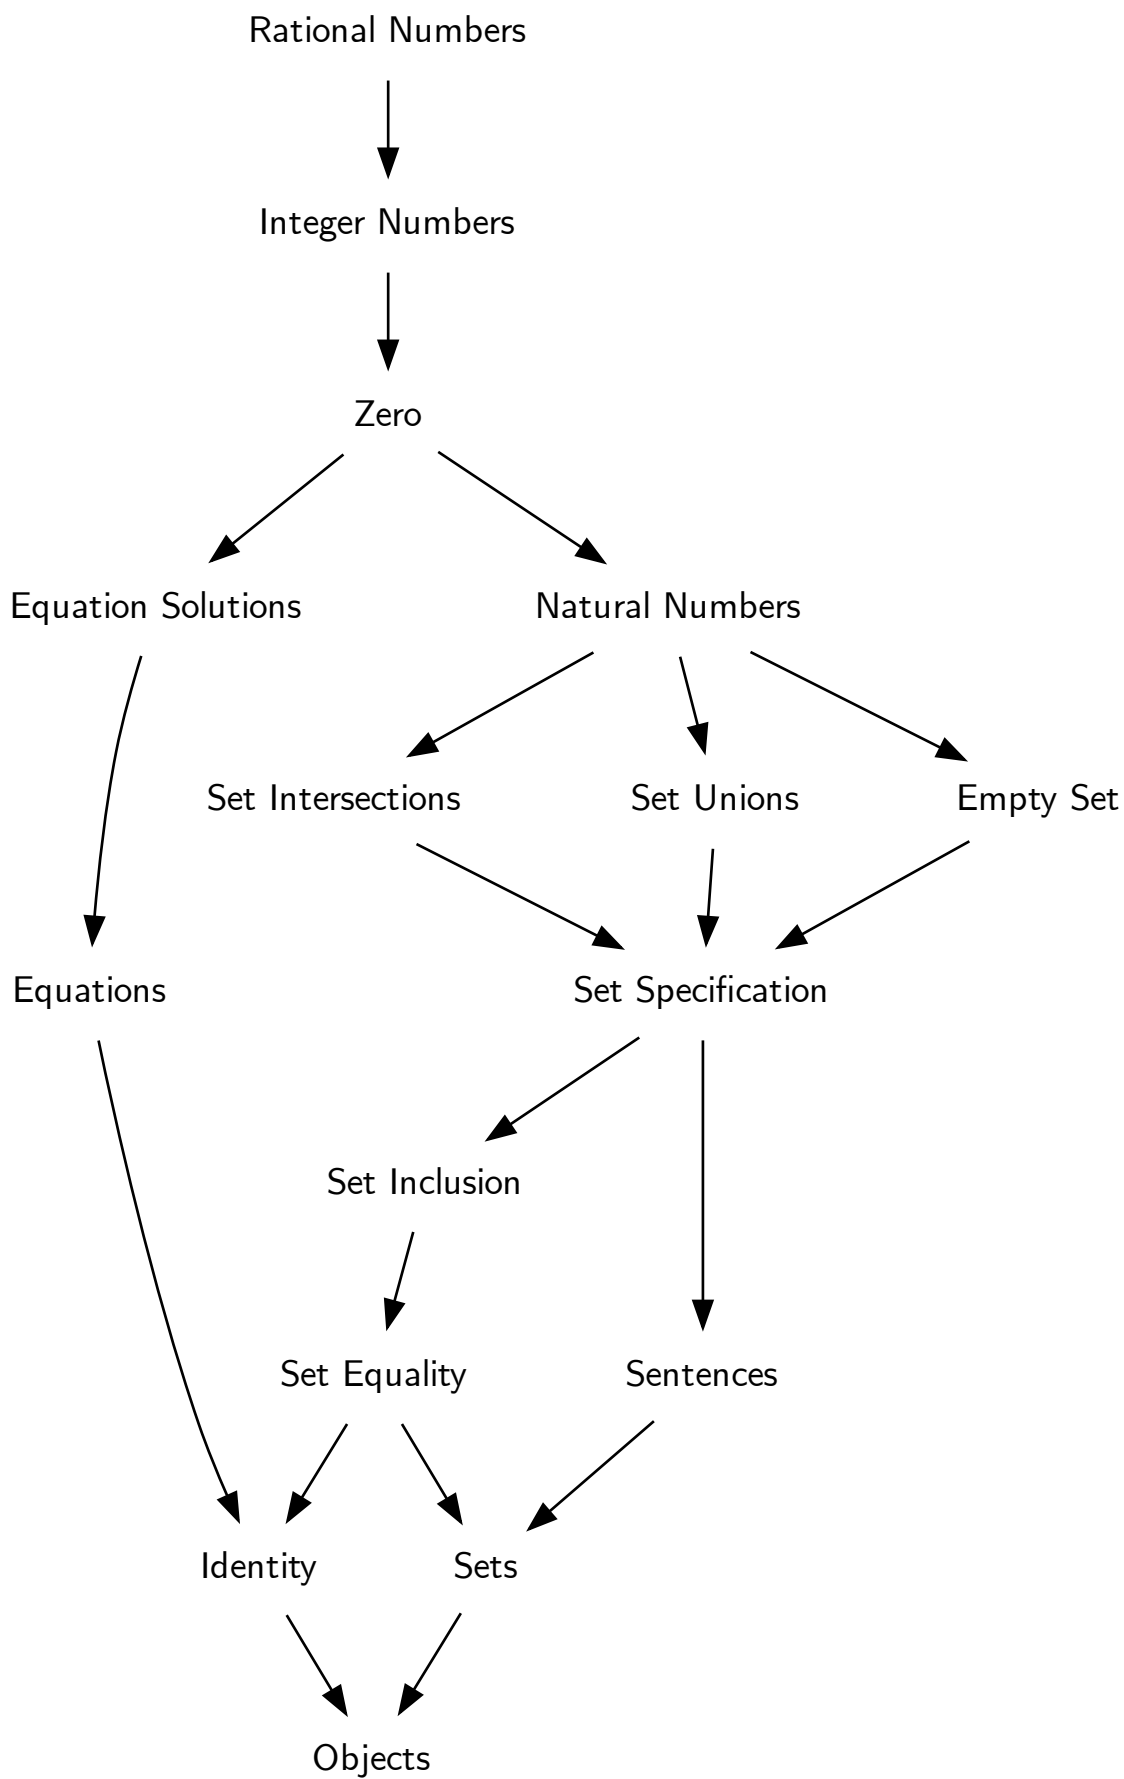 Rational Numbers
Integer Numbers
Zero
Equation Solutions
Natural Numbers
Set Intersections
Set Unions
Empty Set
Equations
Set Specification
Set Inclusion
Set Equality
Sentences
Identity
Sets
Objects